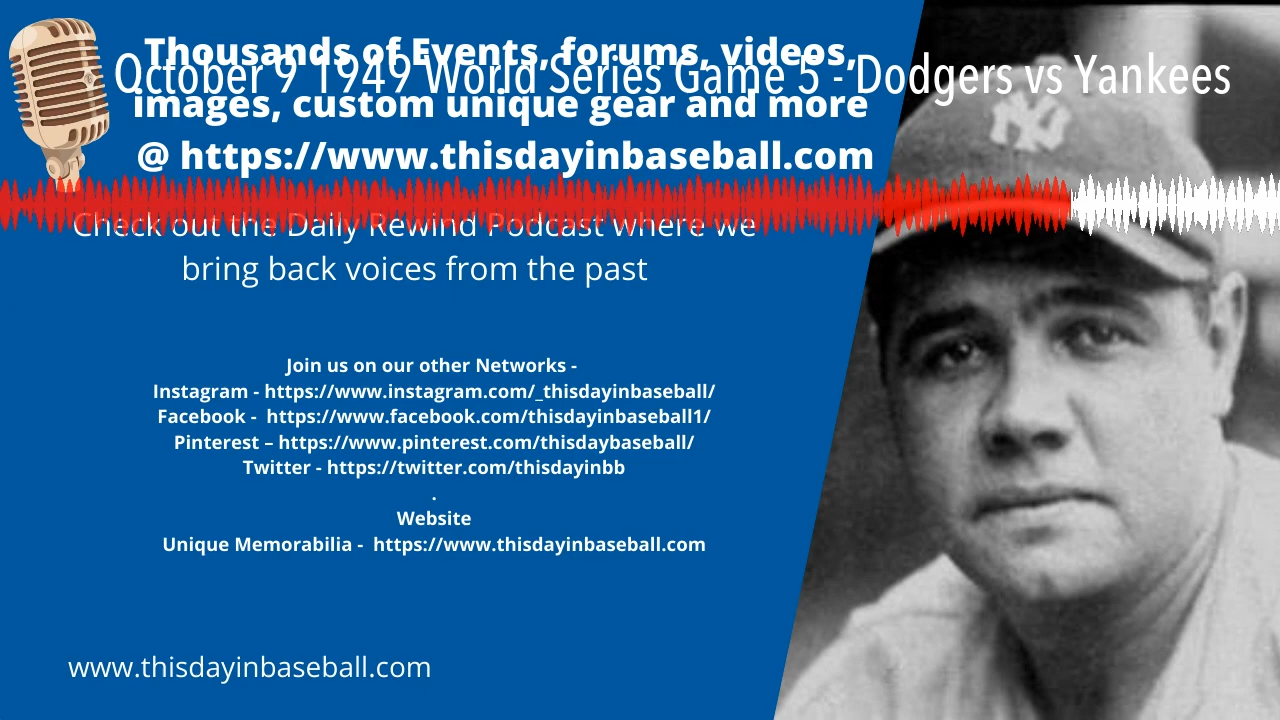 Thousands of Events, forums, videos,
October 9 1949 World Series Game 5 - Dodgers vs Yankees
images, custom unique gear and more
@ https://www.thisdayinbaseball.com
Check out the Daily Rewind Podcast where we
bring back voices from the past
Join us on our other Networks -
Instagram - https://www.instagram.com/_thisdayinbaseball/
Facebook - https://www.facebook.com/thisdayinbaseball1/
Pinterest – https://www.pinterest.com/thisdaybaseball/
Twitter - https://twitter.com/thisdayinbb
.
Website
Unique Memorabilia - https://www.thisdayinbaseball.com
www.thisdayinbaseball.com
NY